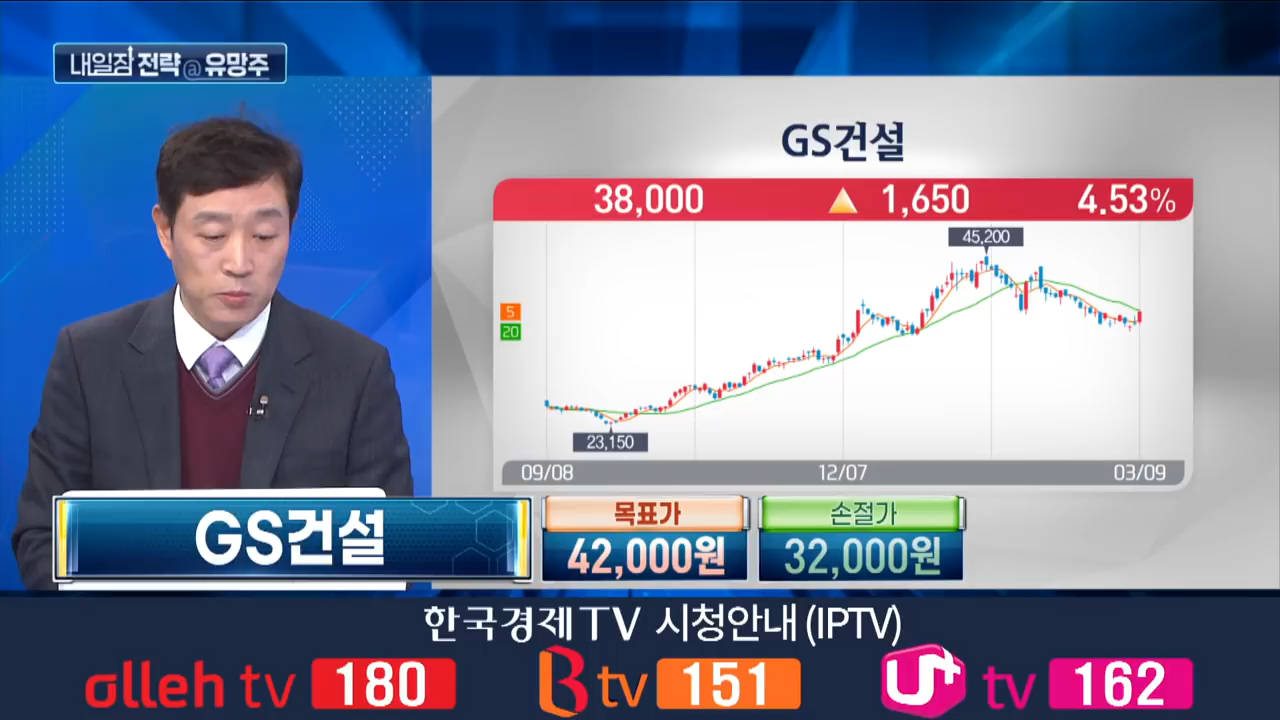 내일장 전략@유망주
GS건설
38,000 ▲ 1,650 4.53%
45,200
5
20
23,150
09/08 12/07 03/09
GS건설
목표가
42,000원
손절가
32,000원
한국경제TV 시청안내 (IPTV)
olleh tv 180 B tv 151 U+ tv 162